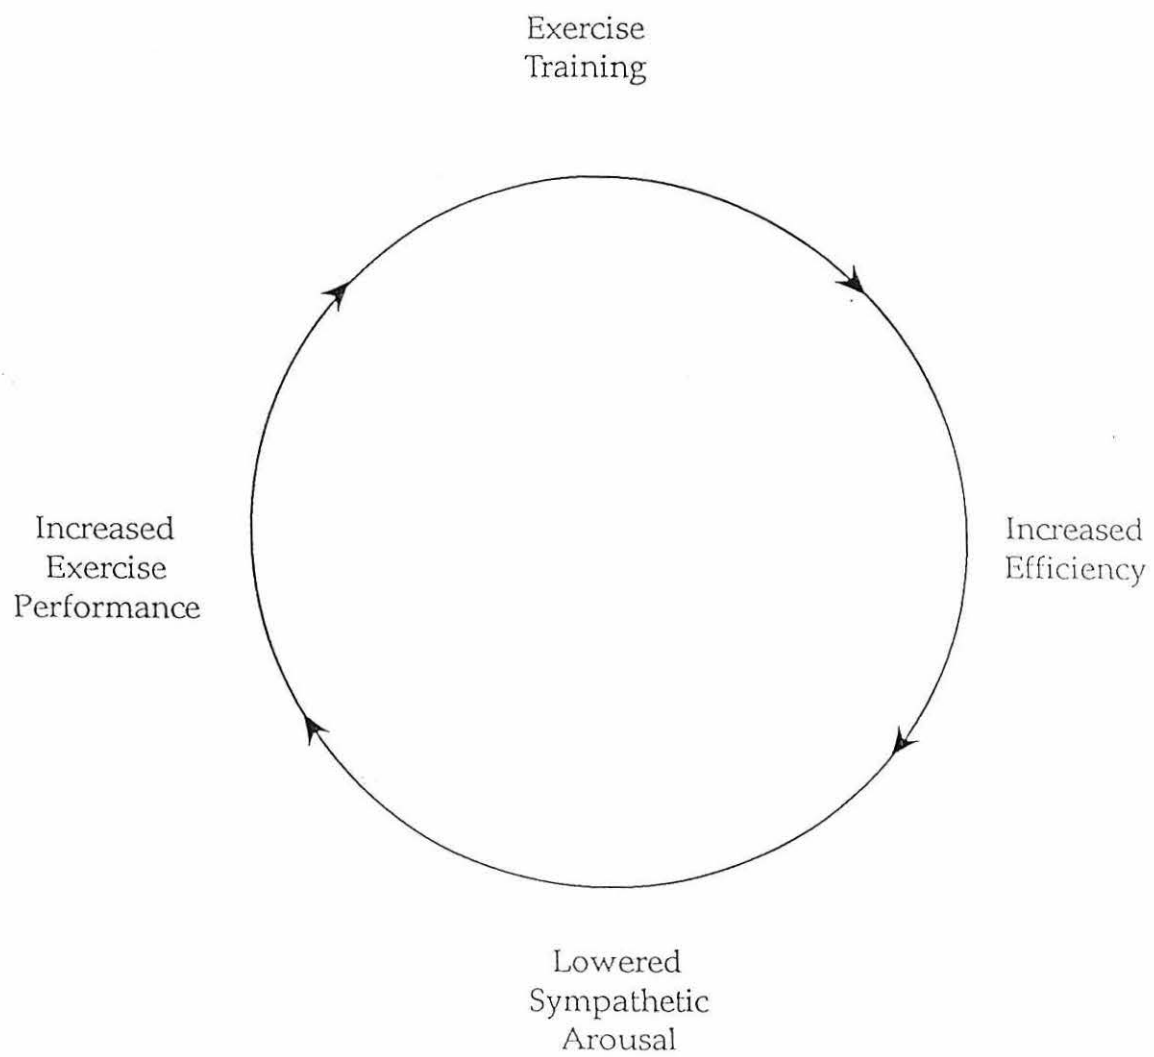 Exercise
Training
Increased
Exercise
Performance
Increased
Efficiency
Lowered
Sympathetic
Arousal